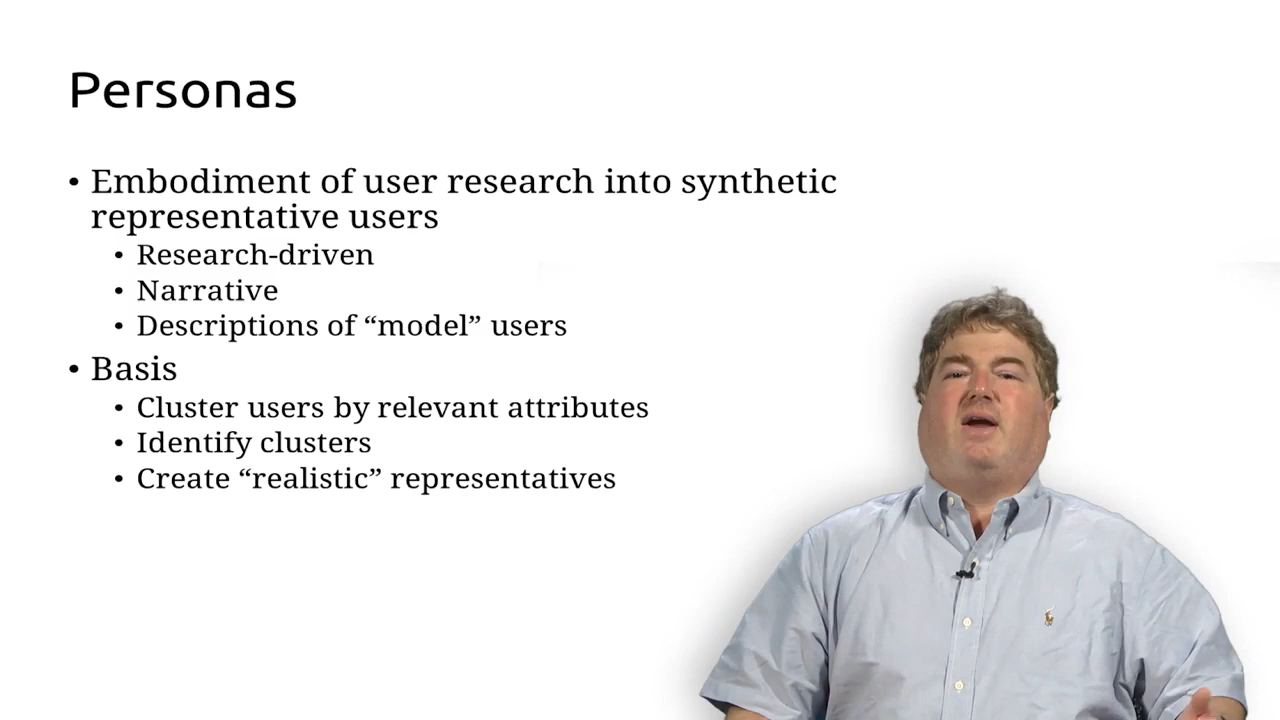 Personas
• Embodiment of user research into synthetic
representative users
• Research-driven
• Narrative
• Descriptions of “model” users
• Basis
• Cluster users by relevant attributes
• Identify clusters
• Create “realistic” representatives